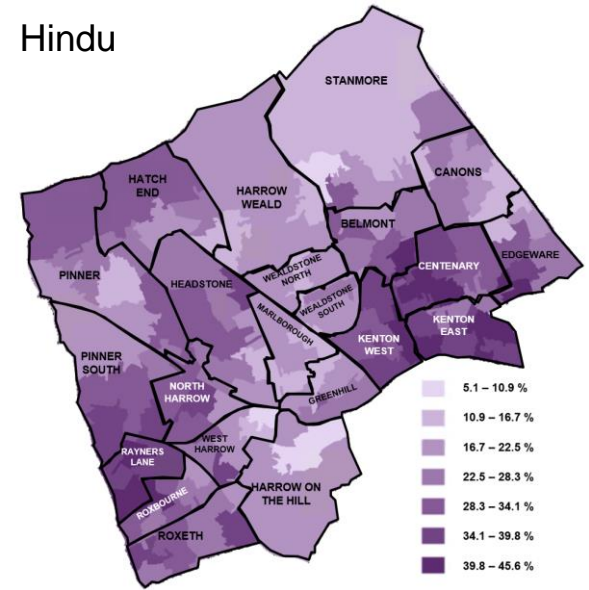 Hindu
STANMORE
HATCH
END
CANONS
HARROW
WEALD
BELMONT
EDGEWARE
CENTENARY
PINNER
HEADSTONE
WEALDSTONE
NORTH
WEALDSTONE
SOUTH
MARLBOROUGH
KENTON
EAST
KENTON
WEST
PINNER
SOUTH
NORTH
HARROW
GREENHILL
WEST
HARROW
RAYNERS
LANE
HARROW ON
THE HILL
ROXBOURNE
ROXETH
5.1 – 10.9 %
10.9 – 16.7 %
16.7 – 22.5 %
22.5 – 28.3 %
28.3 – 34.1 %
34.1 – 39.8 %
39.8 – 45.6 %